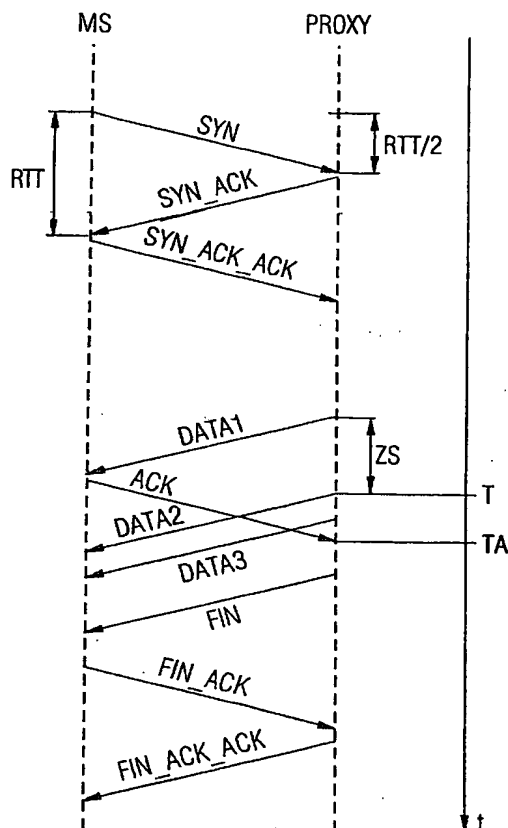 MS PROXY
SYN
RTT/2
RTT
SYN_ACK
SYN_ACK_ACK
DATA1
ZS
ACK
T
DATA2
TA
DATA3
FIN
FIN_ACK
FIN_ACK_ACK
t